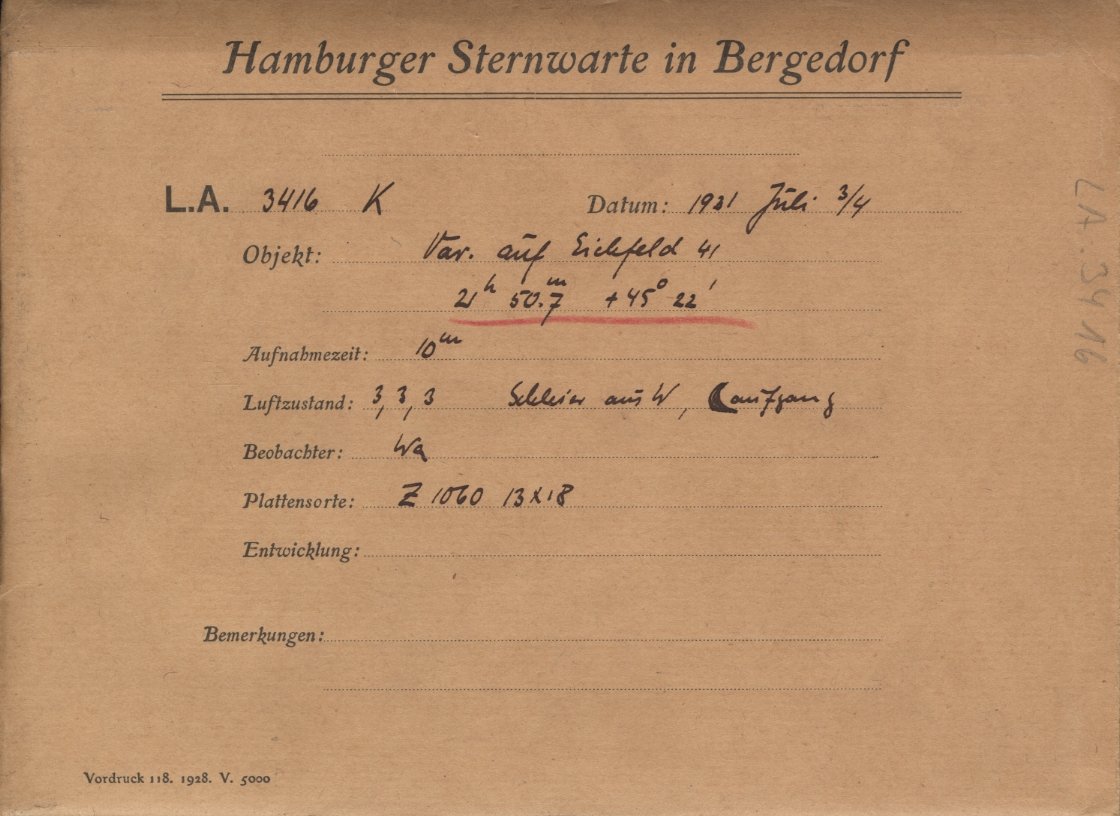 Hamburger Sternwarte in Bergedorf
L.A. 3416 K Datum: 1931 Juli 3/4
Objekt: Var. auf Eichfeld 41
21h 50.7m +45° 22'
Aufnahmezeit: 10m
Luftzustand: 3, 3, 3 Schleier aus W, ☾aufgang
Beobachter: Wa
Plattensorte: Z 1060 13x18
Entwicklung:
Bemerkungen:
Vordruck 118. 1928. V. 5000
LA. 3416